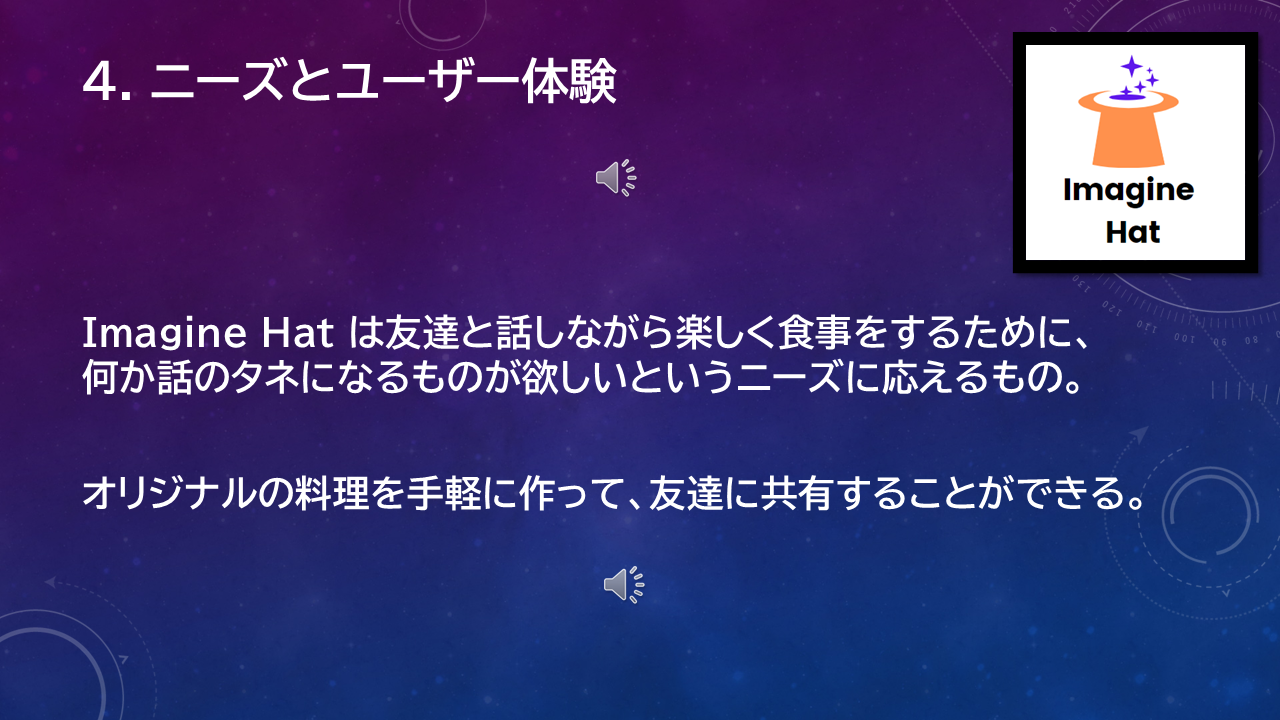 4. ニーズとユーザー体験
Imagine
Hat
Imagine Hat は友達と話しながら楽しく食事をするために、
何か話のタネになるものが欲しいというニーズに応えるもの。
オリジナルの料理を手軽に作って、友達に共有することができる。